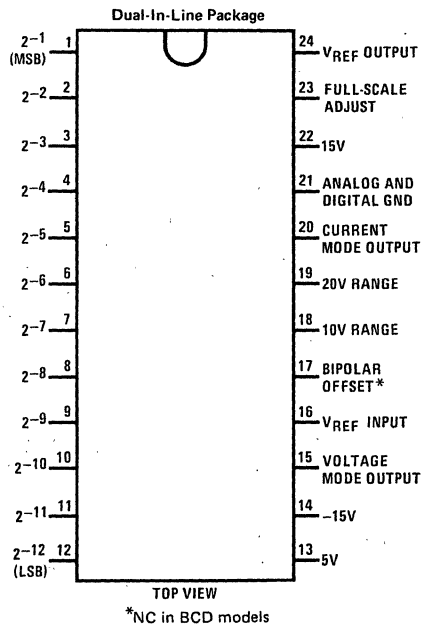 Dual-In-Line Package
2–1 1 24 VREF OUTPUT
(MSB)
2–2 2 23 FULL-SCALE
ADJUST
2–3 3 22 15V
2–4 4 21 ANALOG AND
DIGITAL GND
2–5 5 20 CURRENT
MODE OUTPUT
2–6 6 19 20V RANGE
2–7 7 18 10V RANGE
2–8 8 17 BIPOLAR
OFFSET*
2–9 9 16 VREF INPUT
2–10 10 15 VOLTAGE
MODE OUTPUT
2–11 11 14 –15V
2–12 12 13 5V
(LSB)
TOP VIEW
*NC in BCD models